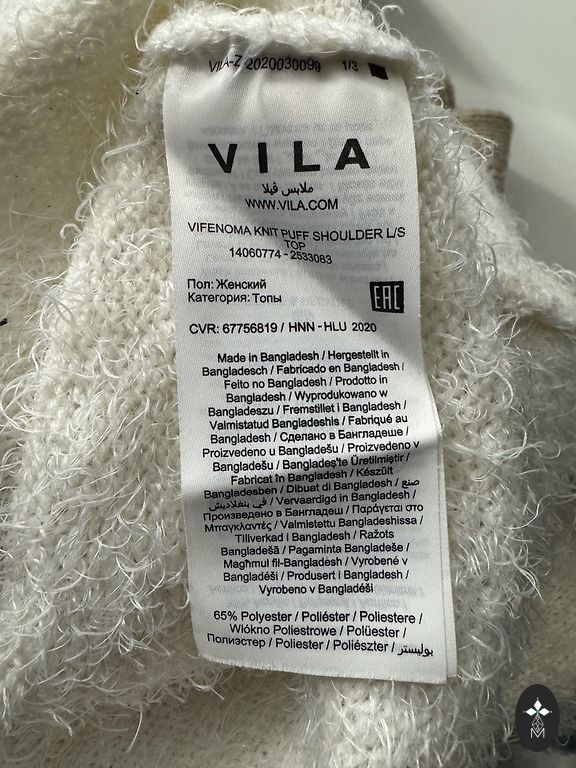 VILA-Z 2020030099 1/3
VILA
ملابس ڤيلا
WWW.VILA.COM
VIFENOMA KNIT PUFF SHOULDER L/S
TOP
14060774 - 2533083
Пол: Женский
Категория: Топы
EAC
CVR: 67756819 / HNN - HLU 2020
Made in Bangladesh / Hergestellt in
Bangladesch / Fabricado en Bangladesh /
Feito no Bangladesh / Prodotto in
Bangladesh / Wyprodukowano w
Bangladeszu / Fremstillet i Bangladesh /
Valmistatud Bangladeshis / Fabriqué au
Bangladesh / Сделано в Бангладеше /
Proizvedeno u Bangladešu / Proizvedeno v
Bangladešu / Bangladeş'te Üretilmiştir /
Fabricat în Bangladesh / Készült
Bangladesben / Dibuat di Bangladesh / صنع
في بنغلاديش / Vervaardigd in Bangladesh /
Произведено в Бангладеш / Παράγεται στο
Μπαγκλαντές / Valmistettu Bangladeshissa /
Tillverkad i Bangladesh / Ražots
Bangladešā / Pagaminta Bangladeše /
Magħmul fil-Bangladesh / Vyrobené v
Bangladéši / Produsert i Bangladesh /
Vyrobeno v Bangladéši
65% Polyester / Poliéster / Poliestere /
Włókno Poliestrowe / Polüester /
Полиэстер / Poliester / Poliészter / بوليستر